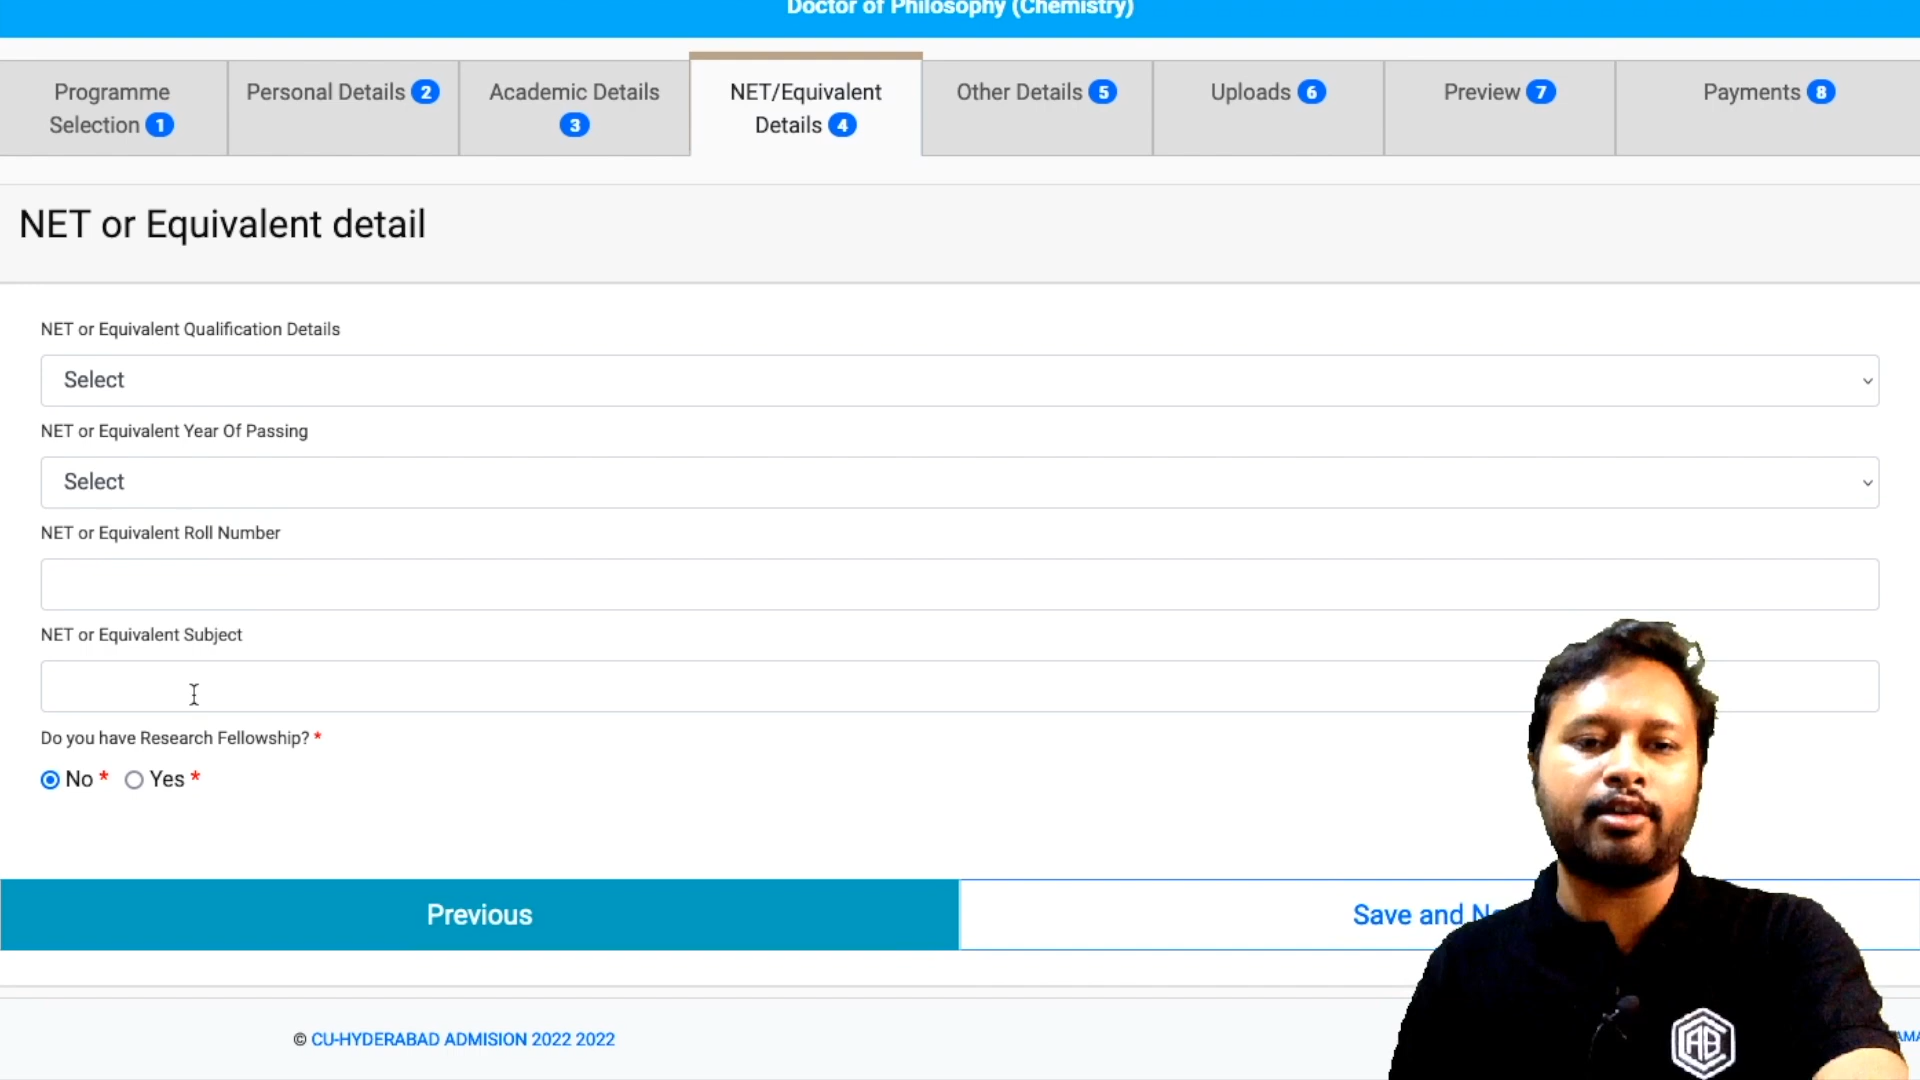 Doctor of Philosophy (Chemistry)
Programme
Selection 1
Personal Details 2
Academic Details
3
NET/Equivalent
Details 4
Other Details 5
Uploads 6
Preview 7
Payments 8
NET or Equivalent detail
NET or Equivalent Qualification Details
Select
NET or Equivalent Year Of Passing
Select
NET or Equivalent Roll Number
NET or Equivalent Subject
Do you have Research Fellowship? *
No * Yes *
Previous
Save and
© CU-HYDERABAD ADMISION 2022 2022